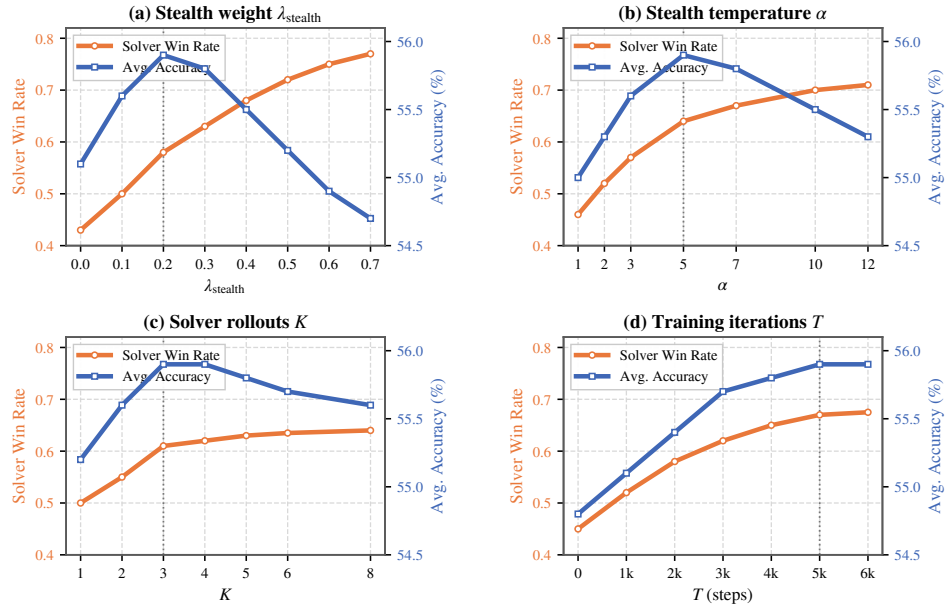 (a) Stealth weight λstealth
Solver Win Rate
Avg. Accuracy
0.8
0.7
0.6
0.5
0.4
Solver Win Rate
56.0
55.5
55.0
54.5
Avg. Accuracy (%)
0.0 0.1 0.2 0.3 0.4 0.5 0.6 0.7
λstealth
(b) Stealth temperature α
Solver Win Rate
Avg. Accuracy
0.8
0.7
0.6
0.5
0.4
Solver Win Rate
56.0
55.5
55.0
54.5
Avg. Accuracy (%)
1 2 3 5 7 10 12
α
(c) Solver rollouts K
Solver Win Rate
Avg. Accuracy
0.8
0.7
0.6
0.5
0.4
Solver Win Rate
56.0
55.5
55.0
54.5
Avg. Accuracy (%)
1 2 3 4 5 6 8
K
(d) Training iterations T
Solver Win Rate
Avg. Accuracy
0.8
0.7
0.6
0.5
0.4
Solver Win Rate
56.0
55.5
55.0
54.5
Avg. Accuracy (%)
0 1k 2k 3k 4k 5k 6k
T (steps)